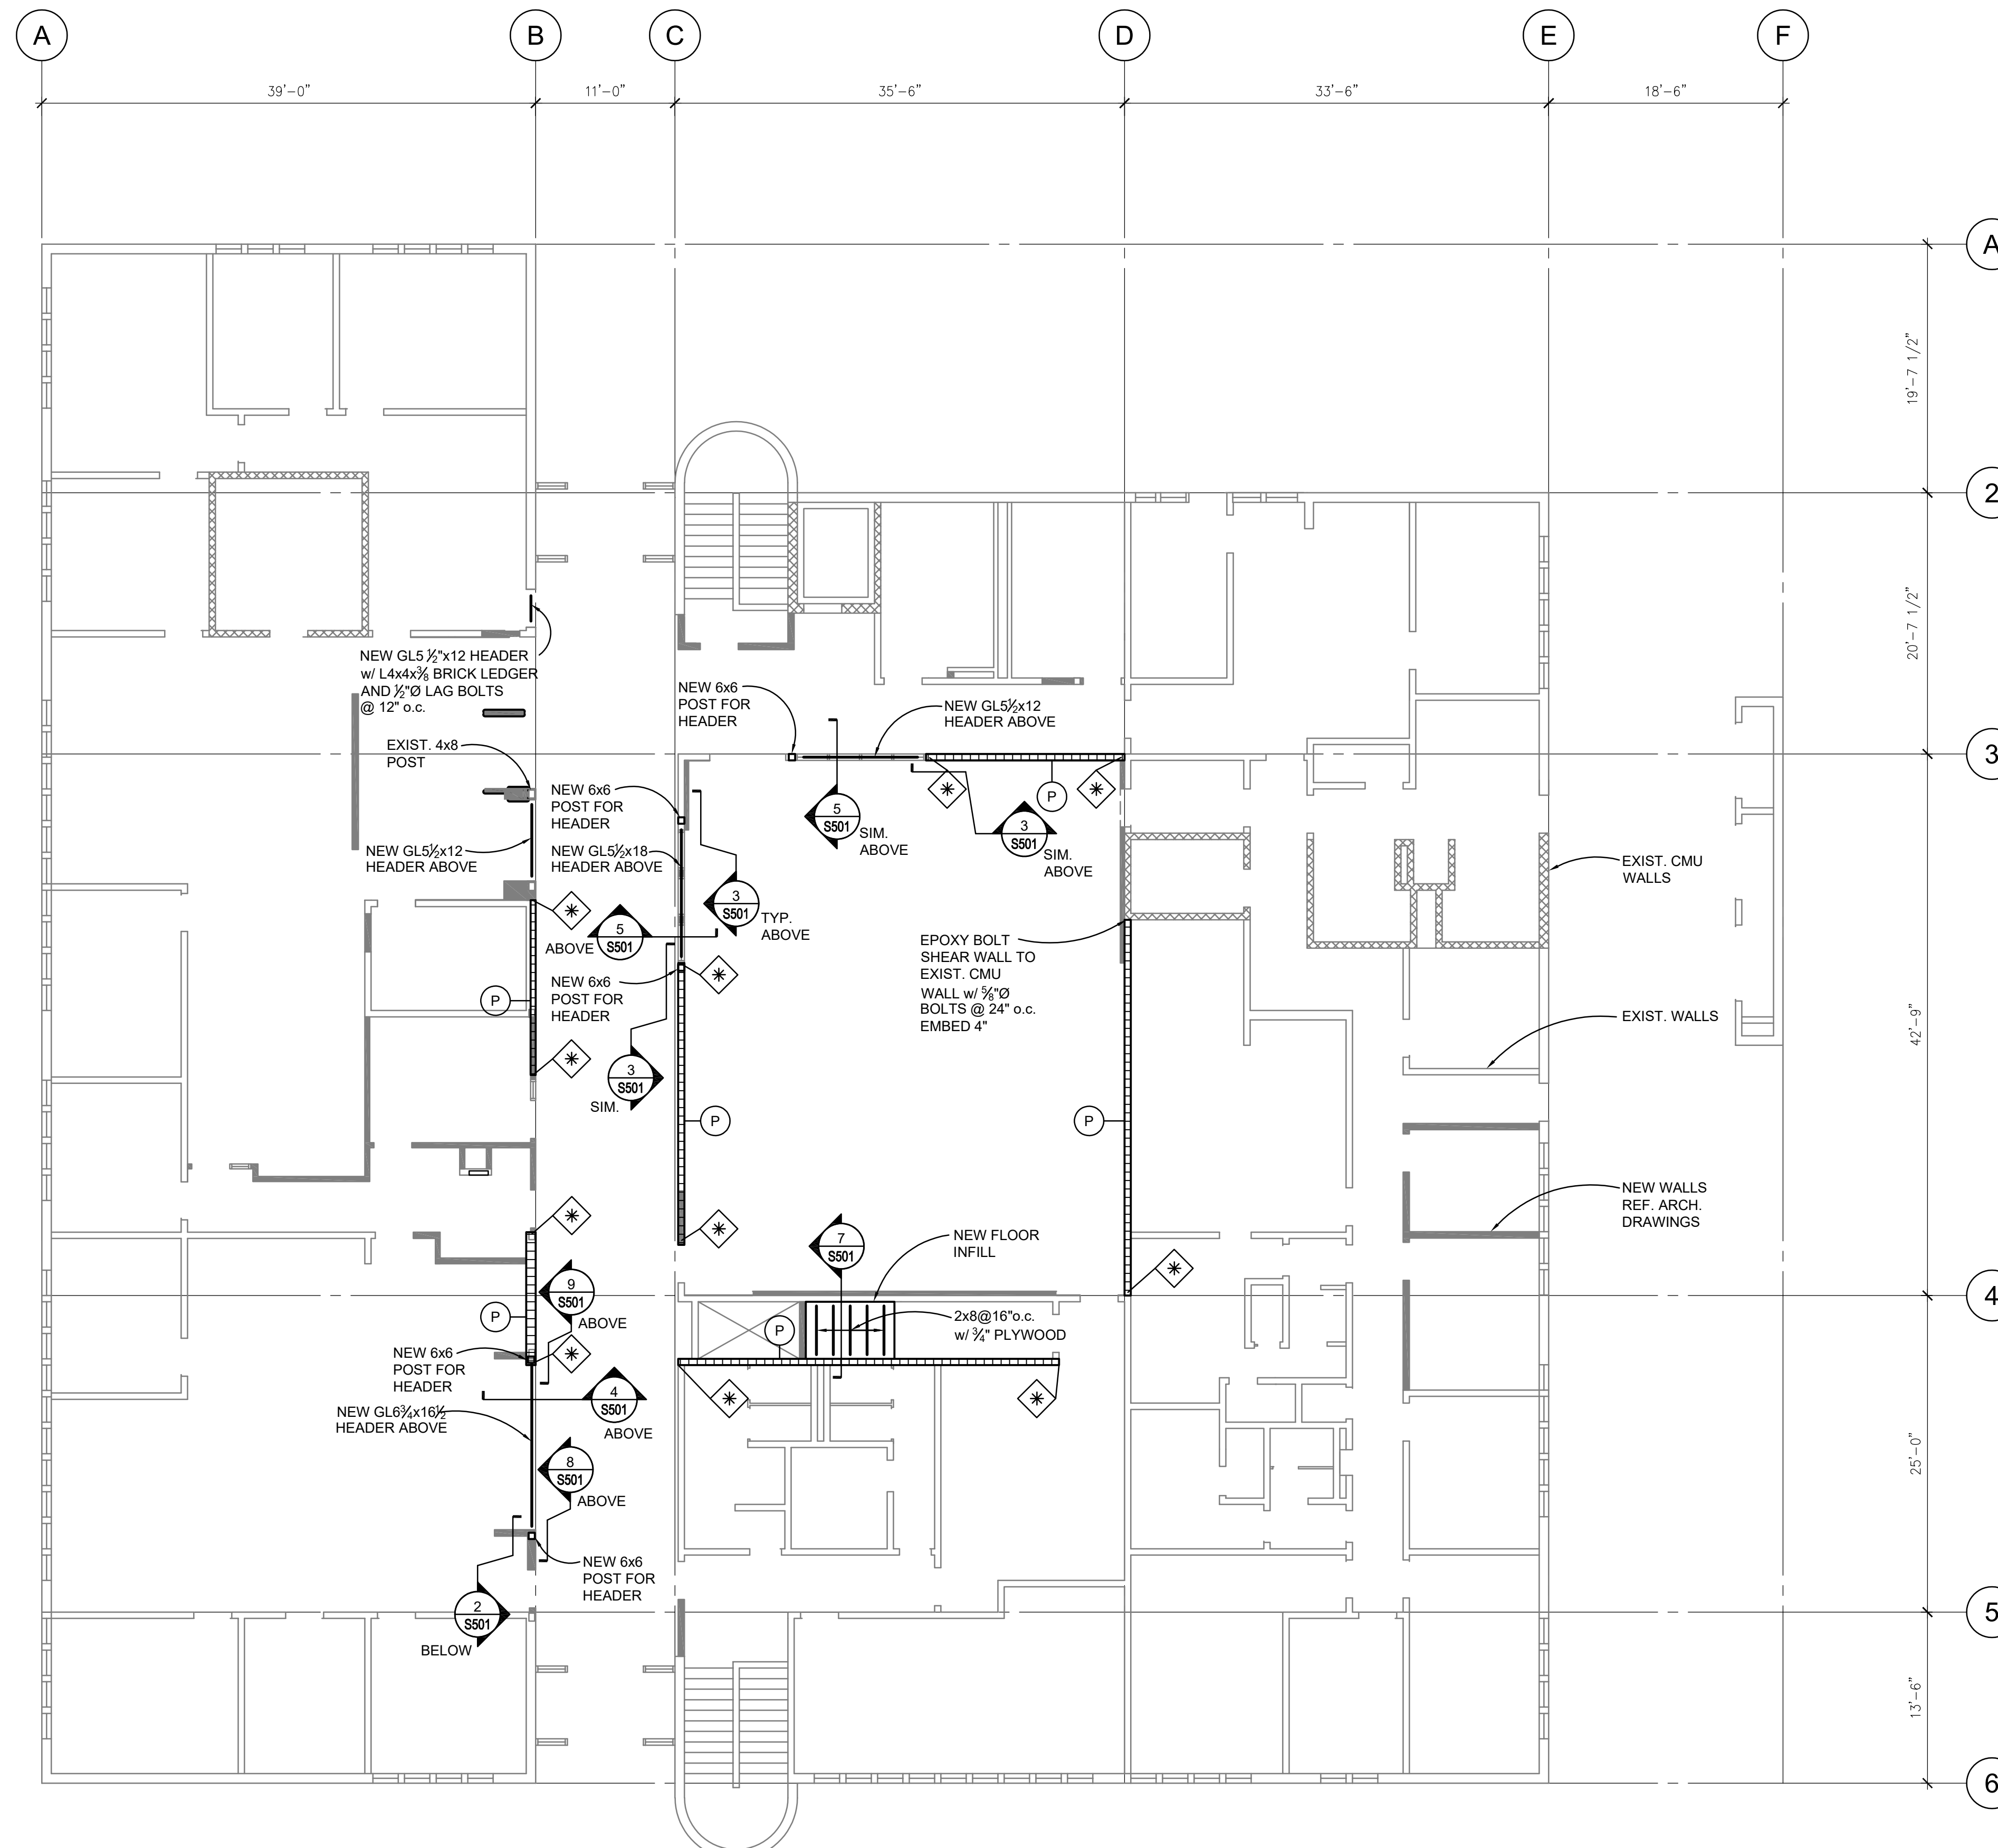 A
B
C
D
E
F
39'-0"
11'-0"
35'-6"
33'-6"
18'-6"
A
19'-7 1/2"
2
20'-7 1/2"
3
42'-9"
4
25'-0"
5
13'-6"
6
NEW GL5 ½"x12 HEADER
w/ L4x4x⅜ BRICK LEDGER
AND ½"Ø LAG BOLTS
@ 12" o.c.
EXIST. 4x8
POST
NEW GL5½x12
HEADER ABOVE
NEW 6x6
POST FOR
HEADER
NEW GL5½x12
HEADER ABOVE
NEW 6x6
POST FOR
HEADER
NEW GL5½x18
HEADER ABOVE
5
S501
SIM.
ABOVE
3
S501
SIM.
ABOVE
P
3
S501
TYP.
ABOVE
5
S501
ABOVE
NEW 6x6
POST FOR
HEADER
P
3
S501
SIM.
P
EPOXY BOLT
SHEAR WALL TO
EXIST. CMU
WALL w/ ⅝"Ø
BOLTS @ 24" o.c.
EMBED 4"
P
EXIST. CMU
WALLS
EXIST. WALLS
NEW WALLS
REF. ARCH.
DRAWINGS
7
S501
NEW FLOOR
INFILL
2x8@16"o.c.
w/ ¾" PLYWOOD
P
9
S501
ABOVE
P
NEW 6x6
POST FOR
HEADER
NEW GL6¾x16½
HEADER ABOVE
4
S501
ABOVE
8
S501
ABOVE
NEW 6x6
POST FOR
HEADER
2
S501
BELOW